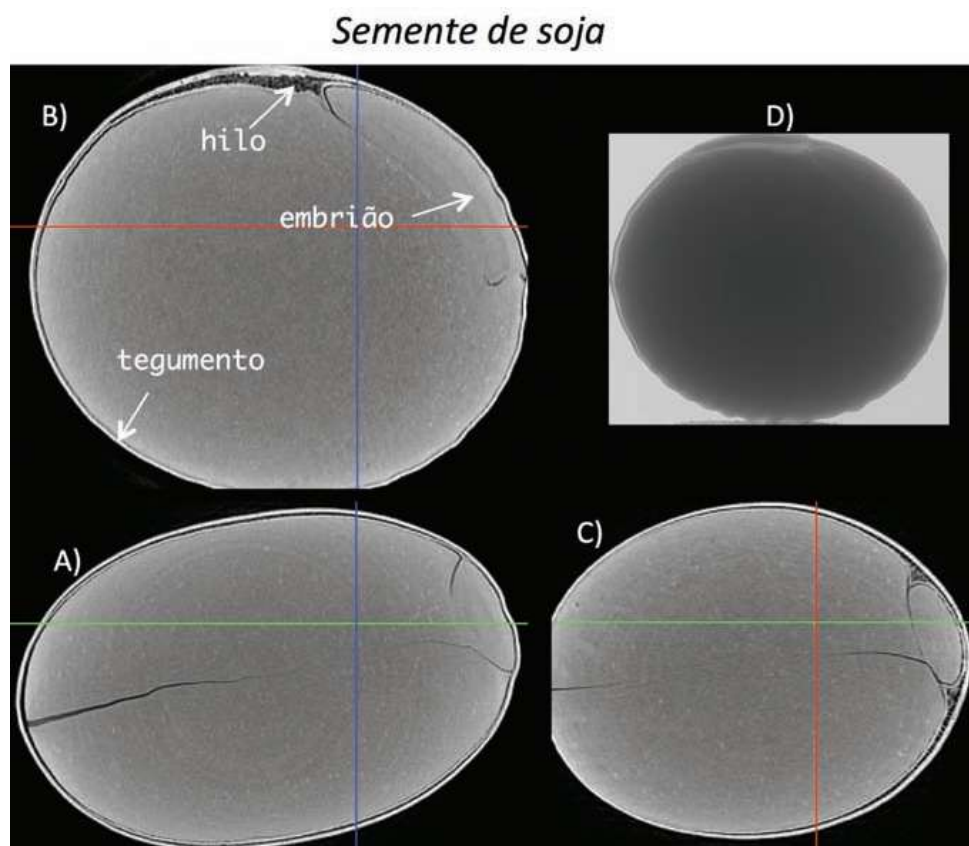 Semente de soja
B)
hilo
embrião
tegumento
D)
A)
C)